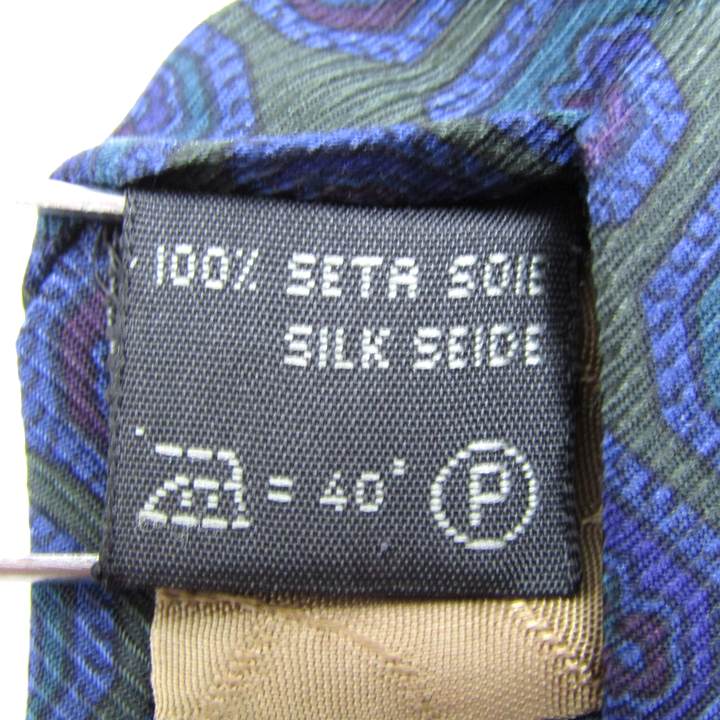 100% SETA SOIE
SILK SEIDE
= 40°
P